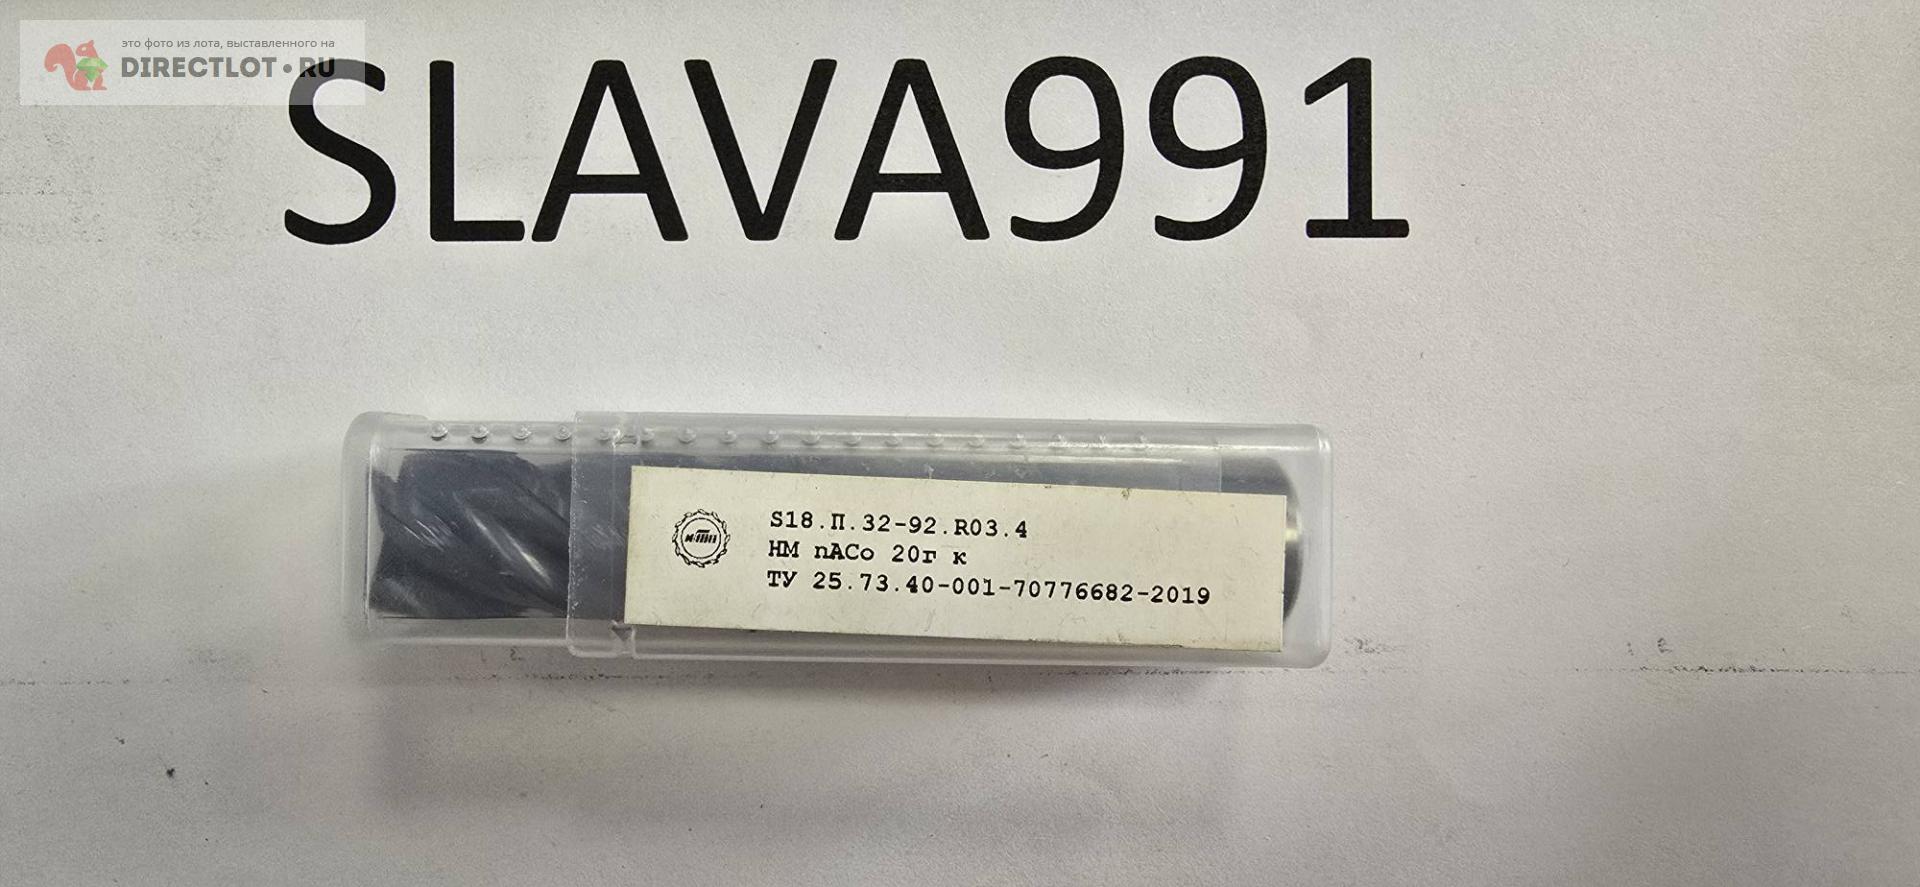 это фото из лота, выставленного на
DIRECTLOT.RU
SLAVA991
S18.П.32-92.R03.4
НМ nACo 20г к
ТУ 25.73.40-001-70776682-2019